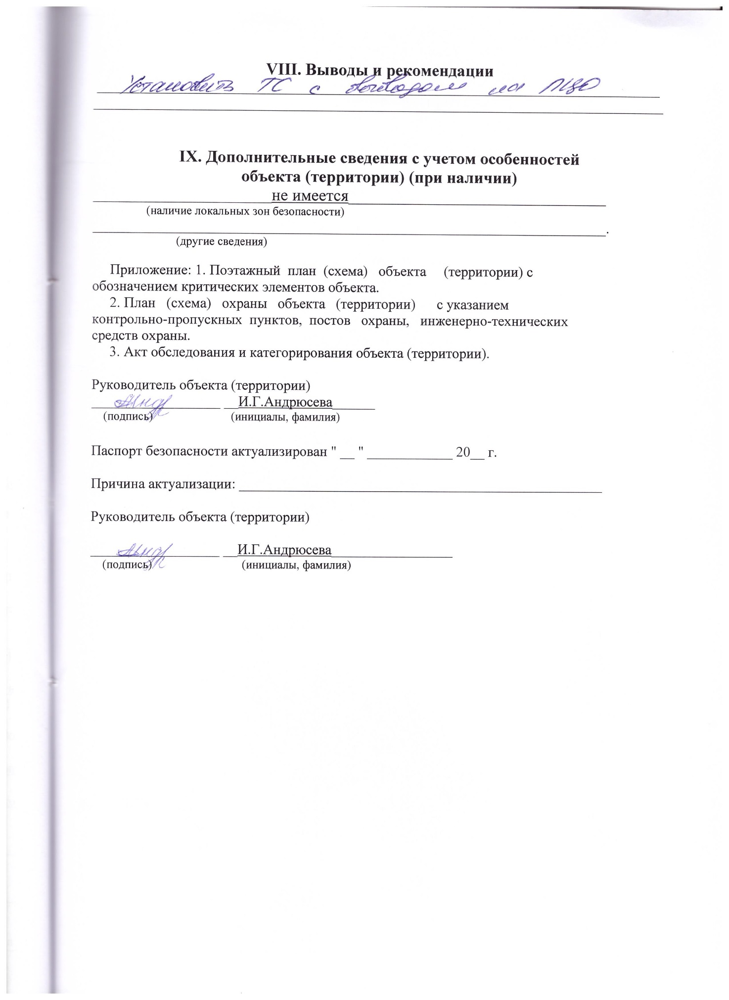 VIII. Выводы и рекомендации
Установить ТС с выводом на ПЦО
IX. Дополнительные сведения с учетом особенностей
объекта (территории) (при наличии)
не имеется
(наличие локальных зон безопасности)
.
(другие сведения)
Приложение: 1. Поэтажный план (схема) объекта (территории) с
обозначением критических элементов объекта.
2. План (схема) охраны объекта (территории) с указанием
контрольно-пропускных пунктов, постов охраны, инженерно-технических
средств охраны.
3. Акт обследования и категорирования объекта (территории).
Руководитель объекта (территории)
И.Г.Андрюсева
(подпись) (инициалы, фамилия)
Паспорт безопасности актуализирован " __ " ____________ 20__ г.
Причина актуализации:
Руководитель объекта (территории)
И.Г.Андрюсева
(подпись) (инициалы, фамилия)